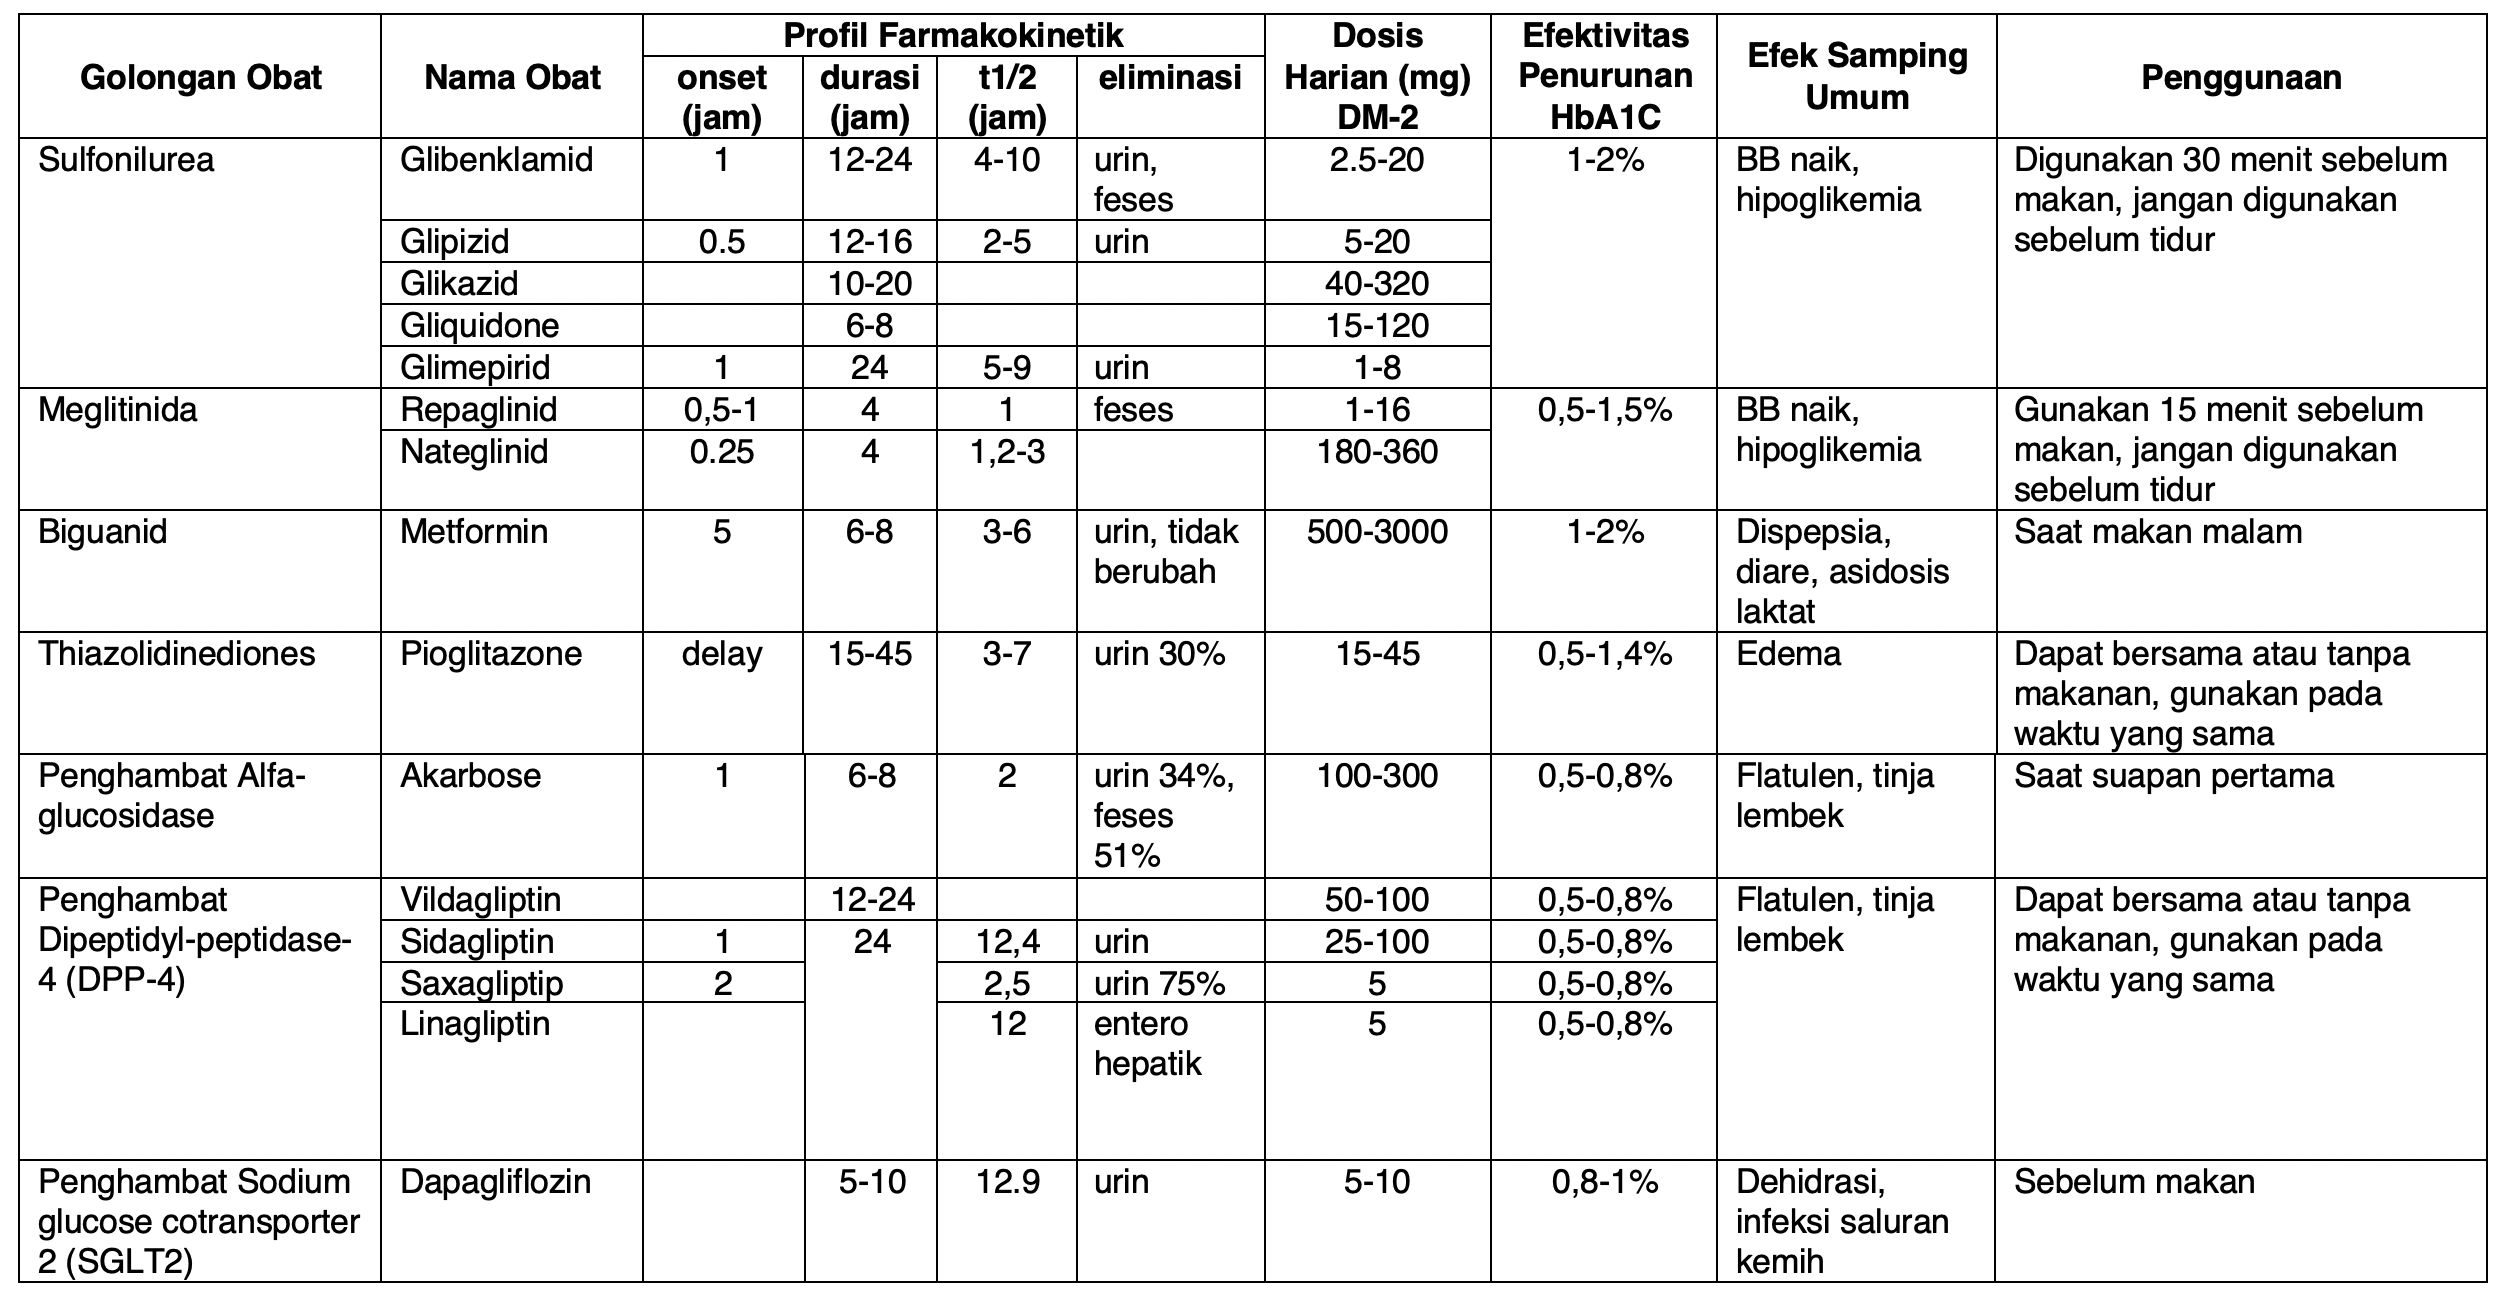 Golongan Obat
Nama Obat
Profil Farmakokinetik
onset
(jam)
durasi
(jam)
t1/2
(jam)
eliminasi
Dosis
Harian (mg)
DM-2
Efektivitas
Penurunan
HbA1C
Efek Samping
Umum
Penggunaan
Sulfonilurea
Glibenklamid
1
12-24
4-10
urin,
feses
2.5-20
1-2%
BB naik,
hipoglikemia
Digunakan 30 menit sebelum
makan, jangan digunakan
sebelum tidur
Glipizid
0.5
12-16
2-5
urin
5-20
Glikazid
10-20
40-320
Gliquidone
6-8
15-120
Glimepirid
1
24
5-9
urin
1-8
Meglitinida
Repaglinid
0,5-1
4
1
feses
1-16
0,5-1,5%
BB naik,
hipoglikemia
Gunakan 15 menit sebelum
makan, jangan digunakan
sebelum tidur
Nateglinid
0.25
4
1,2-3
180-360
Biguanid
Metformin
5
6-8
3-6
urin, tidak
berubah
500-3000
1-2%
Dispepsia,
diare, asidosis
laktat
Saat makan malam
Thiazolidinediones
Pioglitazone
delay
15-45
3-7
urin 30%
15-45
0,5-1,4%
Edema
Dapat bersama atau tanpa
makanan, gunakan pada
waktu yang sama
Penghambat Alfa-
glucosidase
Akarbose
1
6-8
2
urin 34%,
feses
51%
100-300
0,5-0,8%
Flatulen, tinja
lembek
Saat suapan pertama
Penghambat
Dipeptidyl-peptidase-
4 (DPP-4)
Vildagliptin
12-24
50-100
0,5-0,8%
Flatulen, tinja
lembek
Dapat bersama atau tanpa
makanan, gunakan pada
waktu yang sama
Sidagliptin
1
24
12,4
urin
25-100
0,5-0,8%
Saxagliptip
2
2,5
urin 75%
5
0,5-0,8%
Linagliptin
12
entero
hepatik
5
0,5-0,8%
Penghambat Sodium
glucose cotransporter
2 (SGLT2)
Dapagliflozin
5-10
12.9
urin
5-10
0,8-1%
Dehidrasi,
infeksi saluran
kemih
Sebelum makan